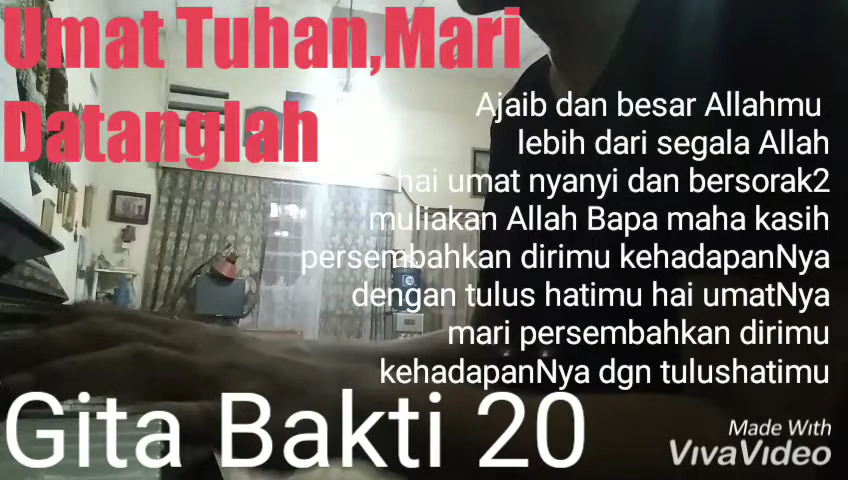 Umat Tuhan,Mari
Datanglah
Ajaib dan besar Allahmu
lebih dari segala Allah
hai umat nyanyi dan bersorak2
muliakan Allah Bapa maha kasih
persembahkan dirimu kehadapanNya
dengan tulus hatimu hai umatNya
mari persembahkan dirimu
kehadapanNya dgn tulushatimu
Gita Bakti 20
Made With
VivaVideo